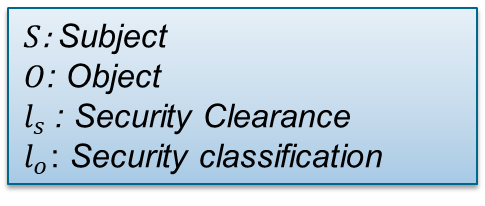 S: Subject
O: Object
lₛ : Security Clearance
lₒ: Security classification